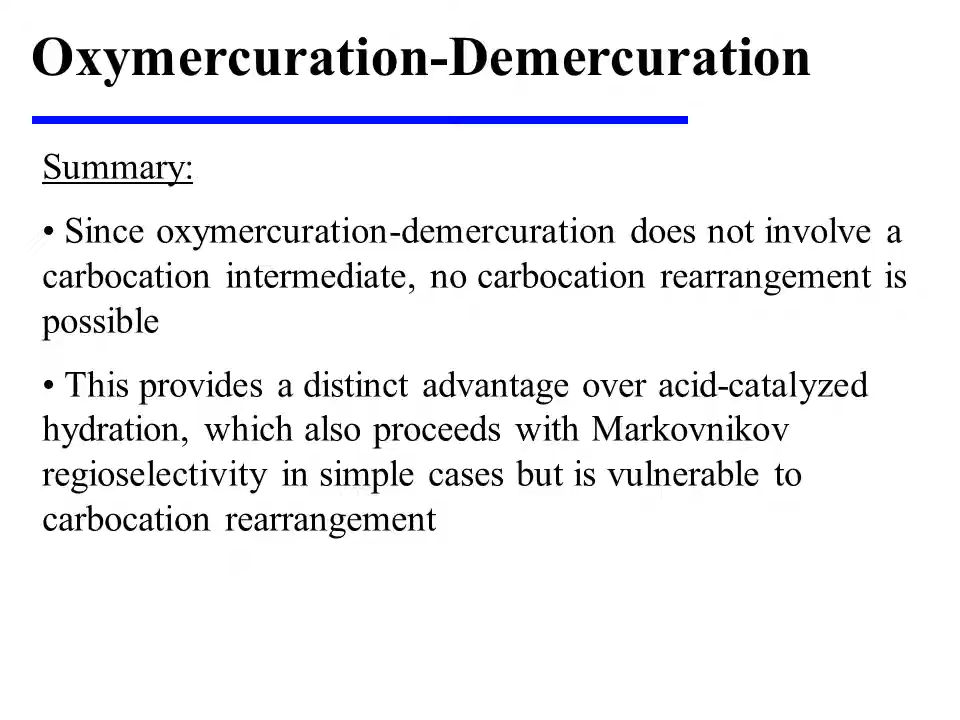 Oxymercuration-Demercuration
Summary:
• Since oxymercuration-demercuration does not involve a
carbocation intermediate, no carbocation rearrangement is
possible
• This provides a distinct advantage over acid-catalyzed
hydration, which also proceeds with Markovnikov
regioselectivity in simple cases but is vulnerable to
carbocation rearrangement